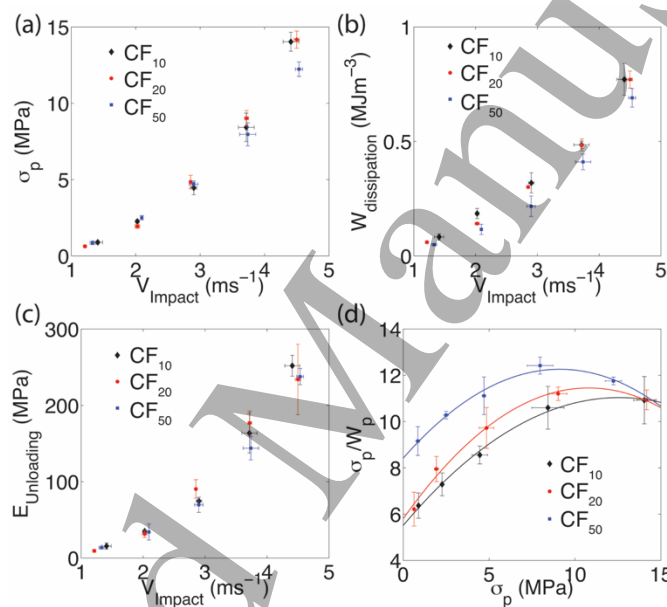 (a)
15
10
5
0
σp (MPa)
CF10
CF20
CF50
1 2 3 4 5
VImpact (ms−1)
(b)
1
0.5
0
Wdissipation (MJm−3)
CF10
CF20
CF50
1 2 3 4 5
VImpact (ms−1)
(c)
300
200
100
0
EUnloading (MPa)
CF10
CF20
CF50
1 2 3 4 5
VImpact (ms−1)
(d)
14
12
10
8
6
4
σp/Wp
CF10
CF20
CF50
0 5 10 15
σp (MPa)
d Manus